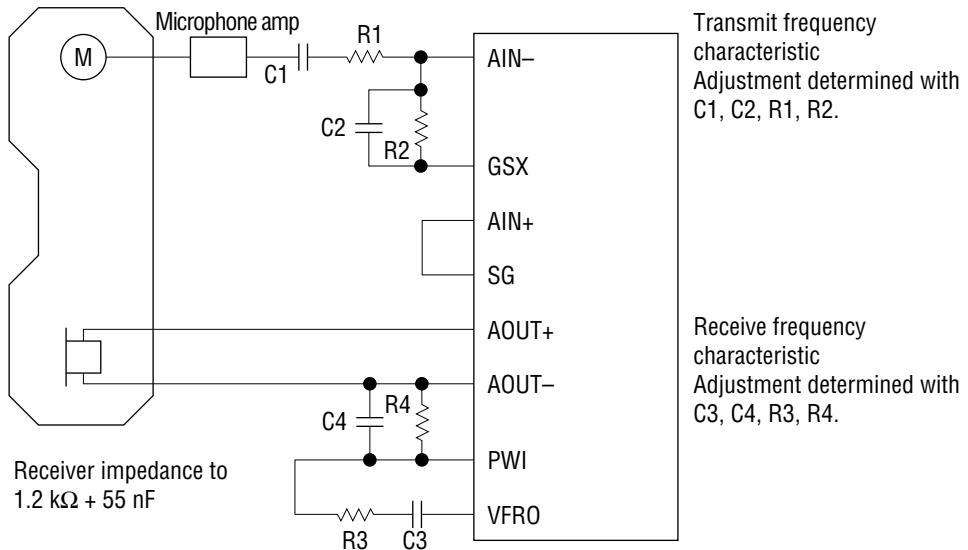 Microphone amp
M
C1
R1
C2
R2
AIN–
GSX
AIN+
SG
AOUT+
AOUT–
PWI
VFRO
C4
R4
R3
C3
Transmit frequency
characteristic
Adjustment determined with
C1, C2, R1, R2.
Receive frequency
characteristic
Adjustment determined with
C3, C4, R3, R4.
Receiver impedance to
1.2 kΩ + 55 nF